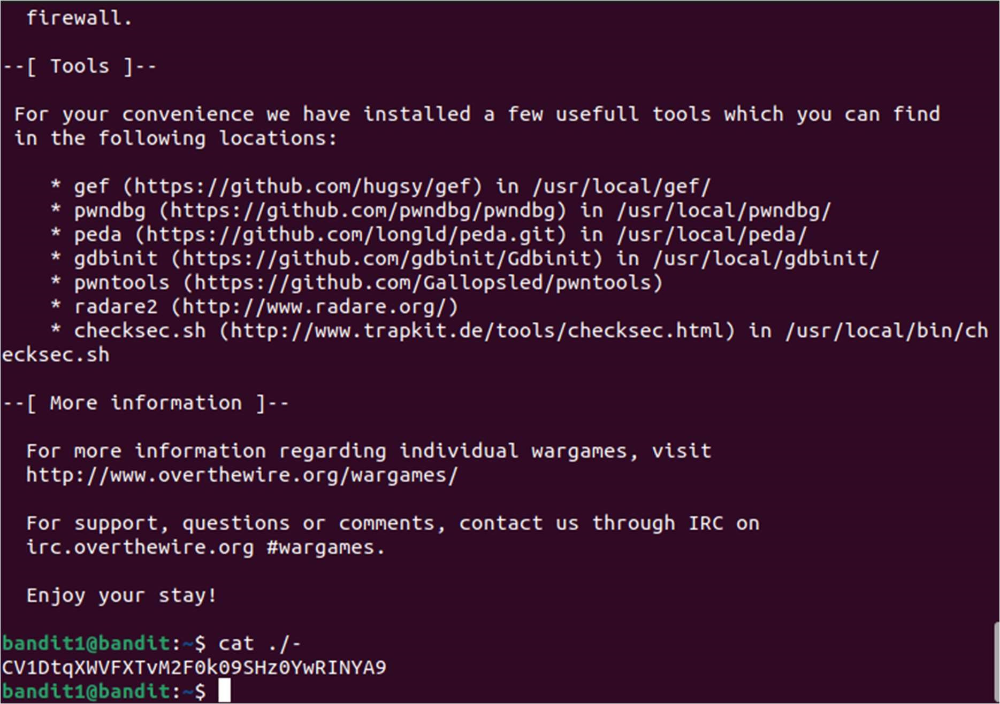 firewall.
--[ Tools ]--
For your convenience we have installed a few usefull tools which you can find
in the following locations:
* gef (https://github.com/hugsy/gef) in /usr/local/gef/
* pwndbg (https://github.com/pwndbg/pwndbg) in /usr/local/pwndbg/
* peda (https://github.com/longld/peda.git) in /usr/local/peda/
* gdbinit (https://github.com/gdbinit/Gdbinit) in /usr/local/gdbinit/
* pwntools (https://github.com/Gallopsled/pwntools)
* radare2 (http://www.radare.org/)
* checksec.sh (http://www.trapkit.de/tools/checksec.html) in /usr/local/bin/ch
ecksec.sh
--[ More information ]--
For more information regarding individual wargames, visit
http://www.overthewire.org/wargames/
For support, questions or comments, contact us through IRC on
irc.overthewire.org #wargames.
Enjoy your stay!
bandit1@bandit:~$ cat ./-
CV1DtqXWVFXTvM2F0k09SHz0YwRINYA9
bandit1@bandit:~$